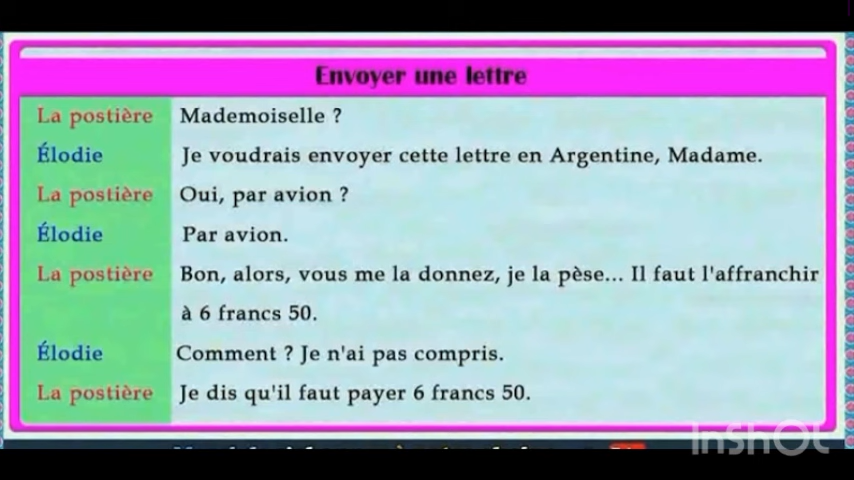 Envoyer une lettre
La postière Mademoiselle ?
Élodie Je voudrais envoyer cette lettre en Argentine, Madame.
La postière Oui, par avion ?
Élodie Par avion.
La postière Bon, alors, vous me la donnez, je la pèse... Il faut l'affranchir
à 6 francs 50.
Élodie Comment ? Je n'ai pas compris.
La postière Je dis qu'il faut payer 6 francs 50.
InShOt